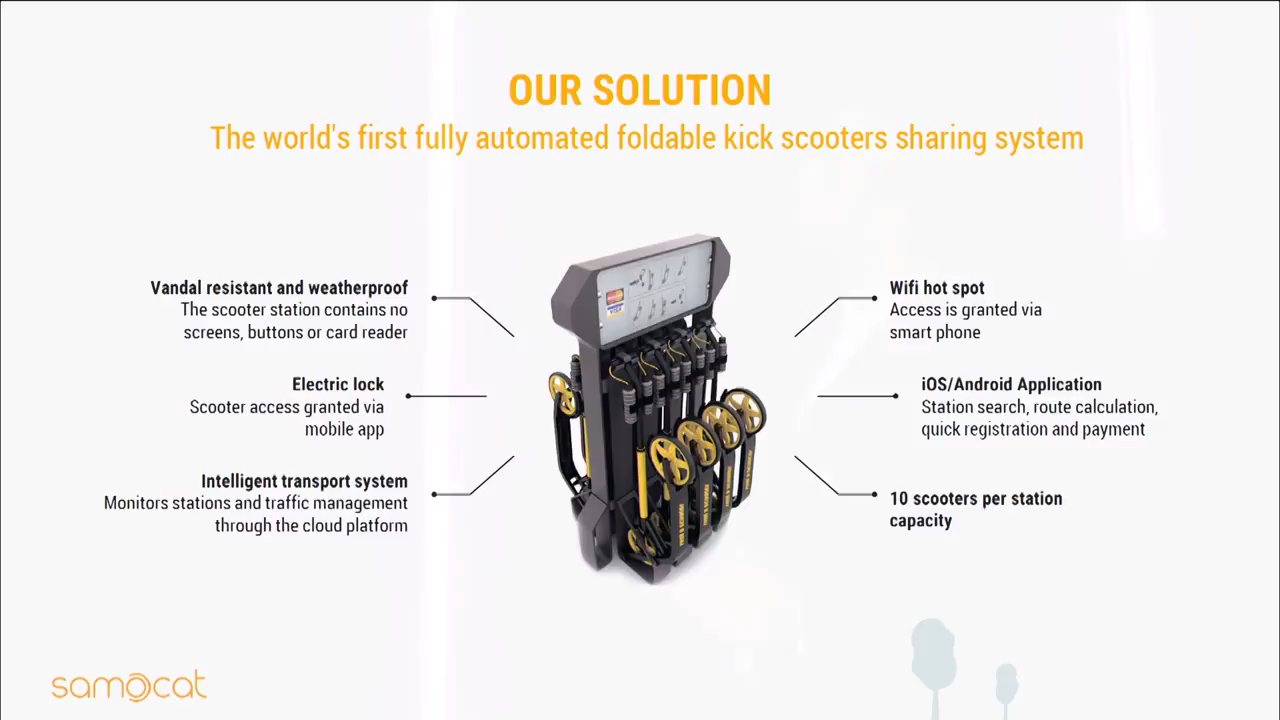 OUR SOLUTION
The world's first fully automated foldable kick scooters sharing system
Vandal resistant and weatherproof
The scooter station contains no
screens, buttons or card reader
Electric lock
Scooter access granted via
mobile app
Intelligent transport system
Monitors stations and traffic management
through the cloud platform
Wifi hot spot
Access is granted via
smart phone
iOS/Android Application
Station search, route calculation,
quick registration and payment
10 scooters per station
capacity
VISA
samocat